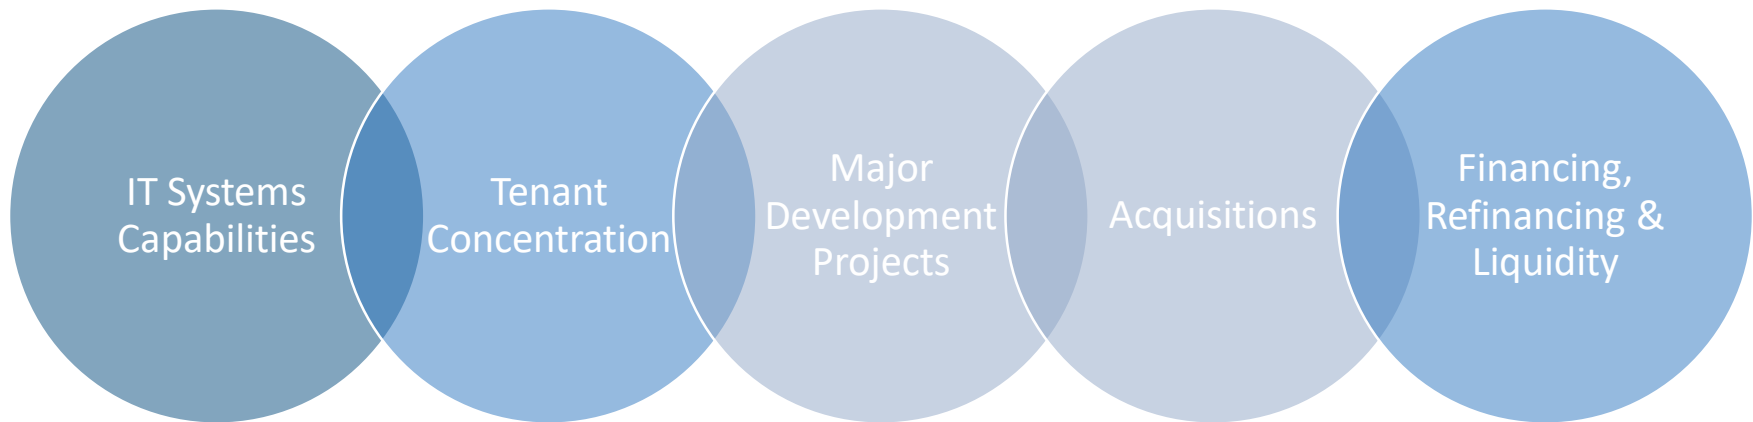 IT Systems
Capabilities
Tenant
Concentration
Major
Development
Projects
Acquisitions
Financing,
Refinancing &
Liquidity